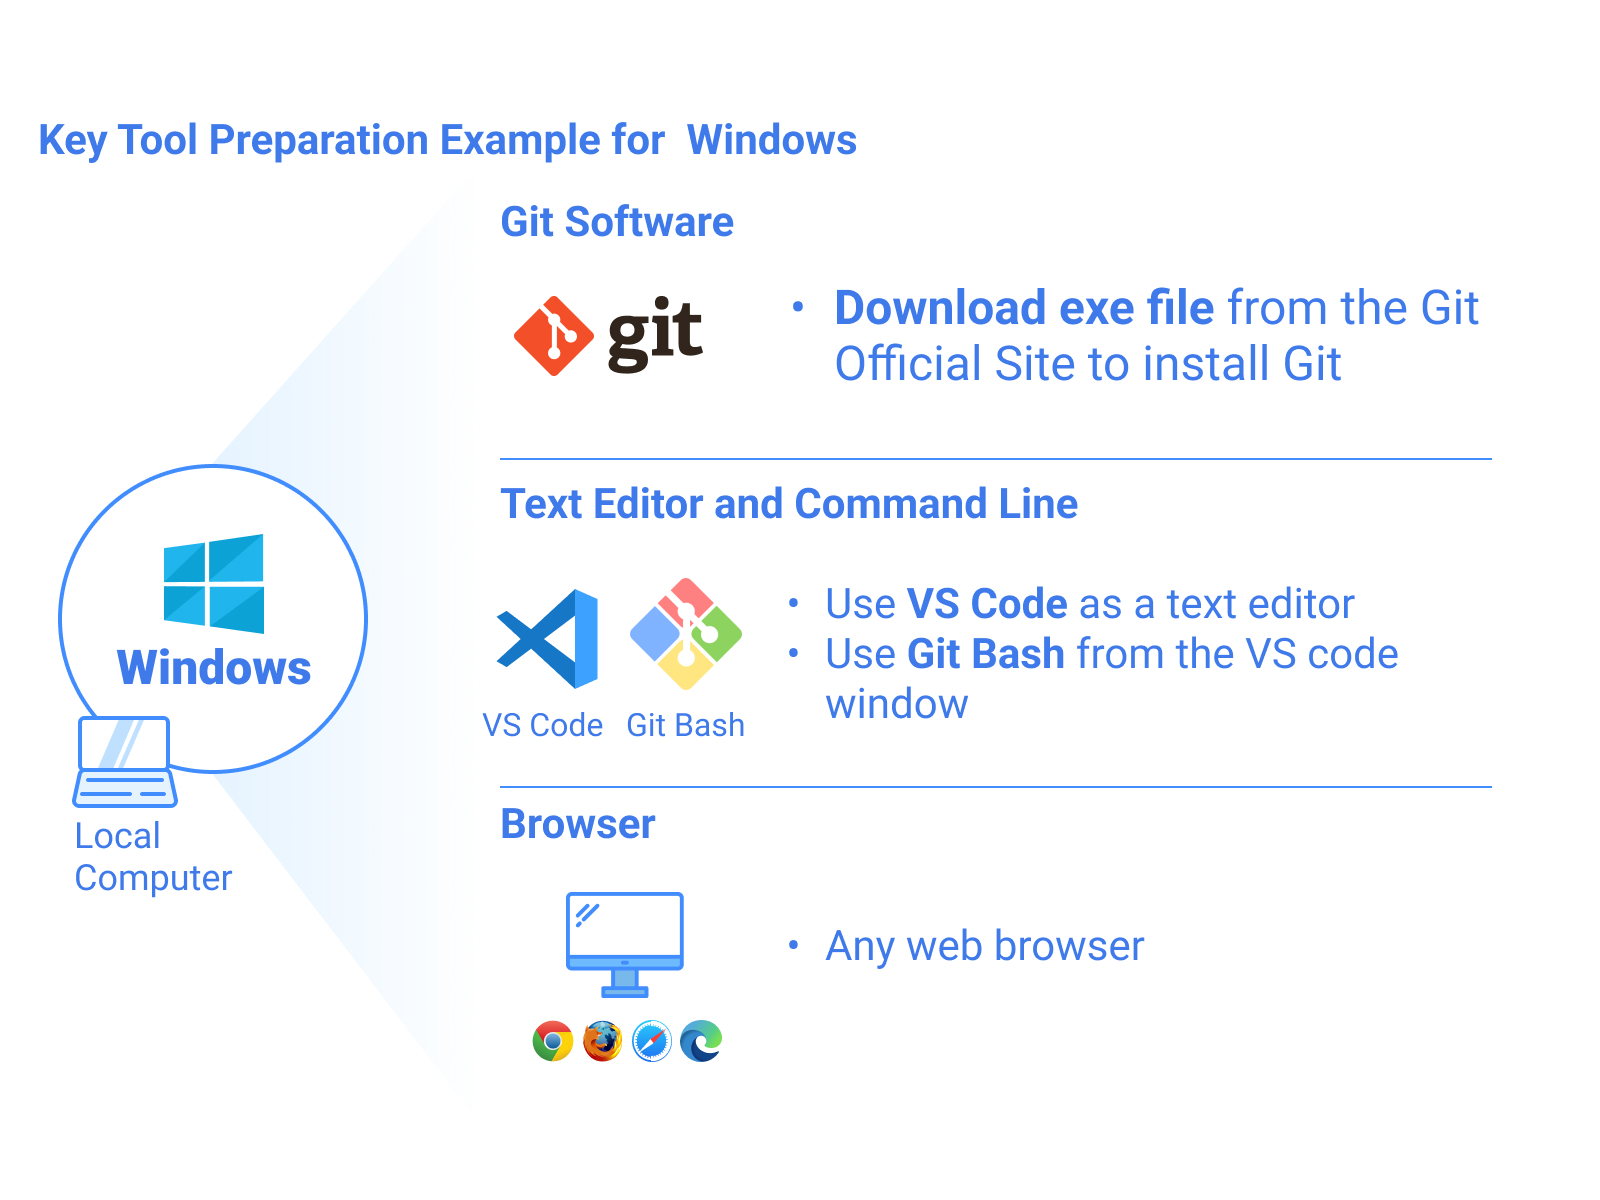 Key Tool Preparation Example for  Windows
Git Software
git
• Download exe file from the Git
Official Site to install Git
Text Editor and Command Line
VS Code
Git Bash
• Use VS Code as a text editor
• Use Git Bash from the VS code
window
Windows
Local
Computer
Browser
• Any web browser